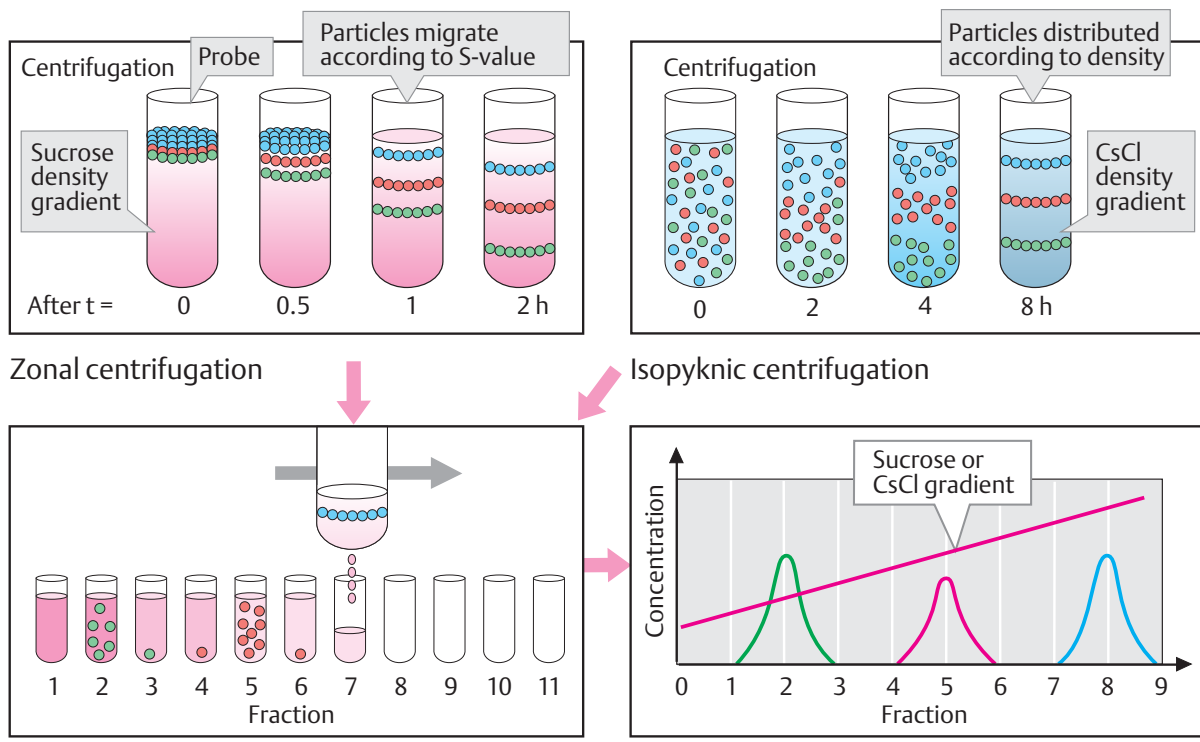 Centrifugation
Probe
Particles migrate
according to S-value
Sucrose
density
gradient
After t = 0 0.5 1 2 h
Zonal centrifugation
Centrifugation
Particles distributed
according to density
CsCl
density
gradient
0 2 4 8 h
Isopyknic centrifugation
1 2 3 4 5 6 7 8 9 10 11
Fraction
Sucrose or
CsCl gradient
Concentration
0 1 2 3 4 5 6 7 8 9
Fraction